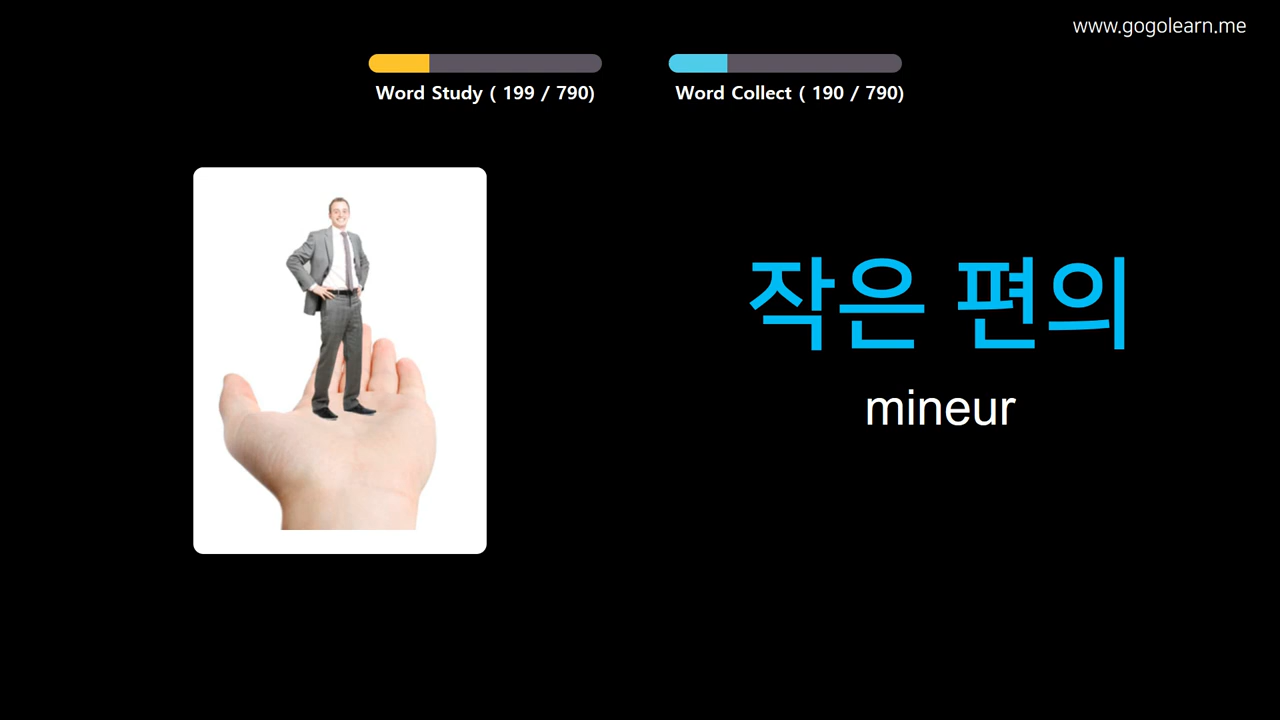 www.gogolearn.me
Word Study ( 199 / 790)
Word Collect ( 190 / 790)
작은 편의
mineur